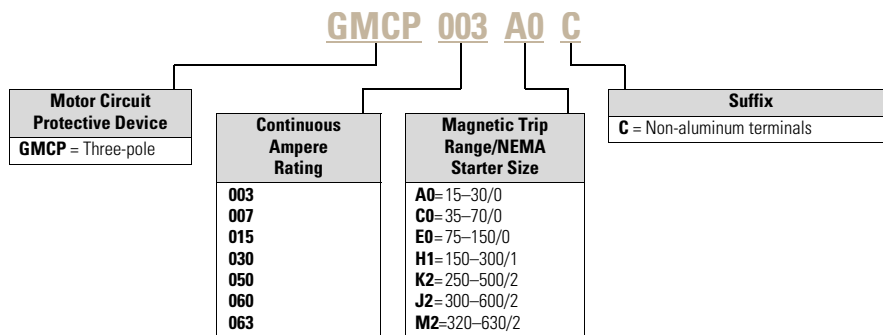 GMCP 003 A0 C
Motor Circuit
Protective Device
GMCP = Three-pole
Continuous
Ampere
Rating
003
007
015
030
050
060
063
Magnetic Trip
Range/NEMA
Starter Size
A0=15–30/0
C0=35–70/0
E0=75–150/0
H1=150–300/1
K2=250–500/2
J2=300–600/2
M2=320–630/2
Suffix
C = Non-aluminum terminals